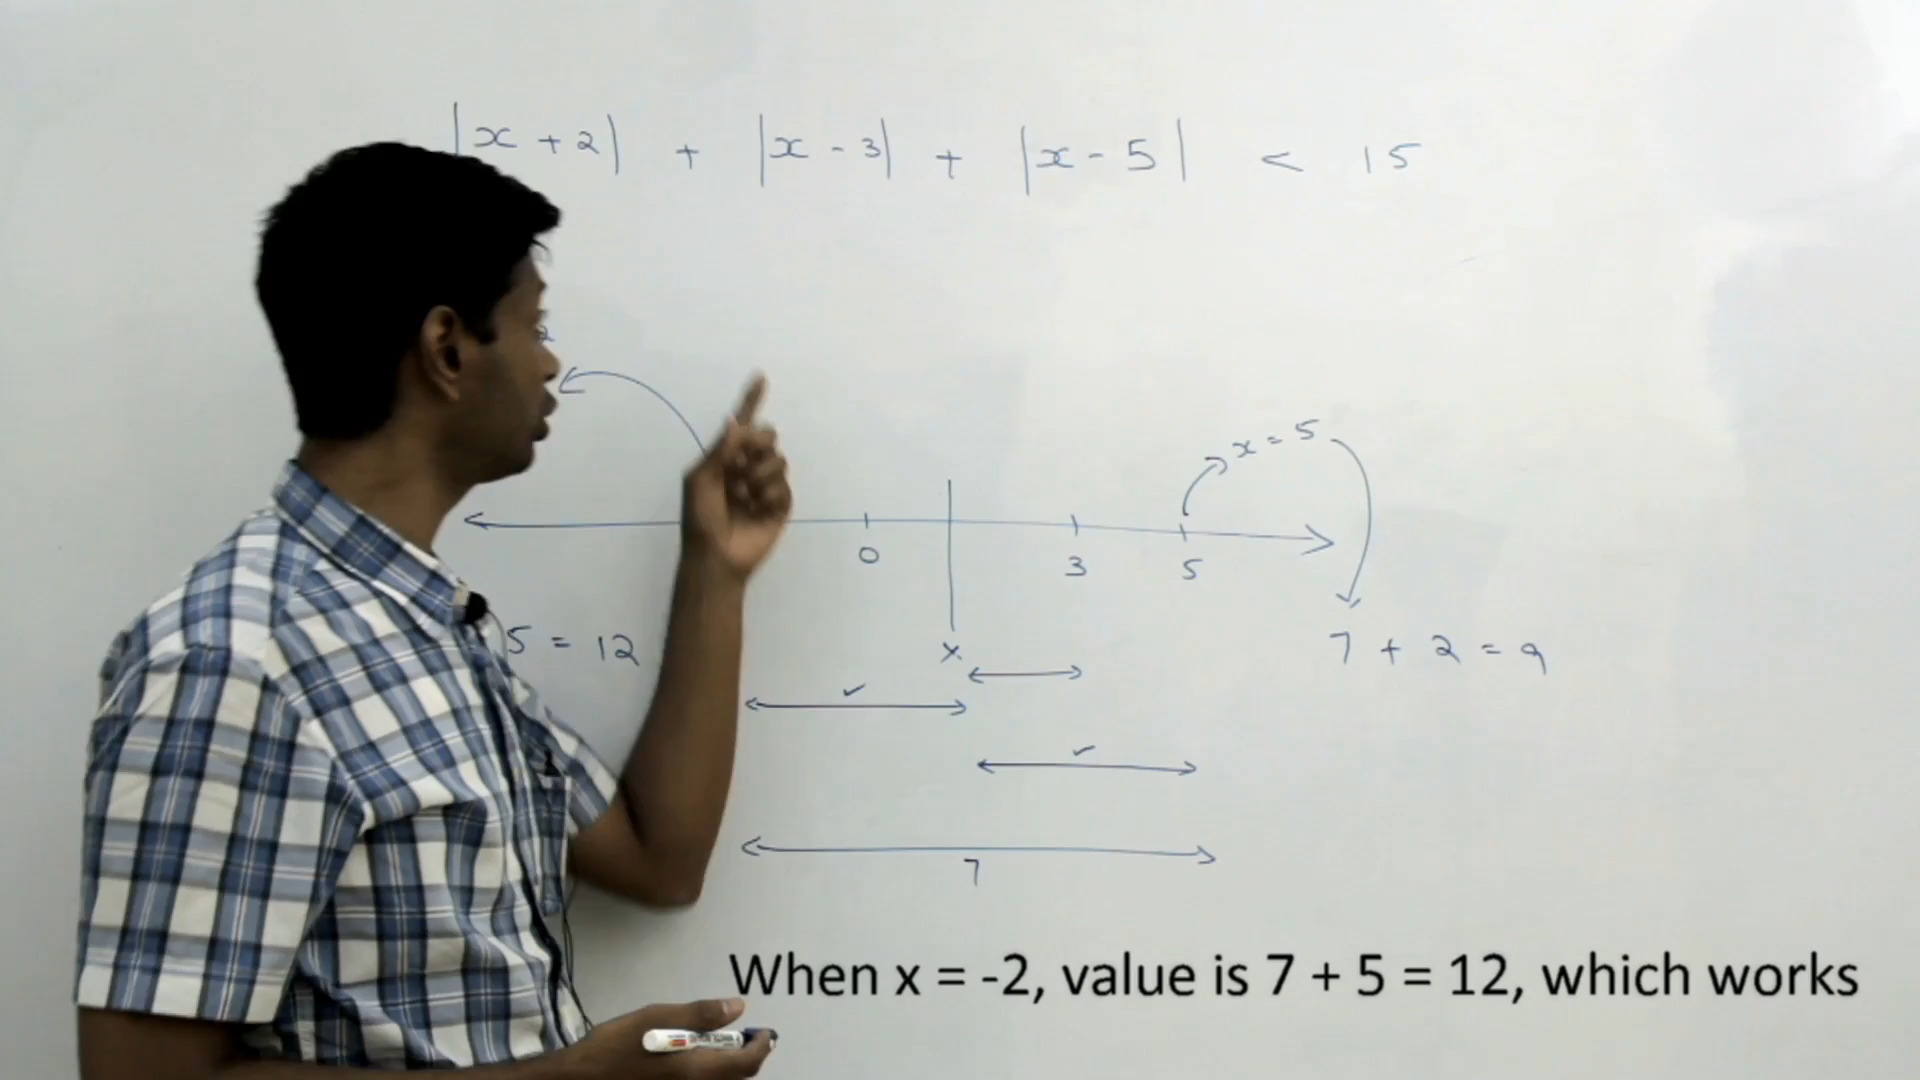 |x + 2| + |x - 3| + |x - 5| < 15
2
x = 5
0
3
5
5 = 12
x
7 + 2 = 9
7
When x = -2, value is 7 + 5 = 12, which works